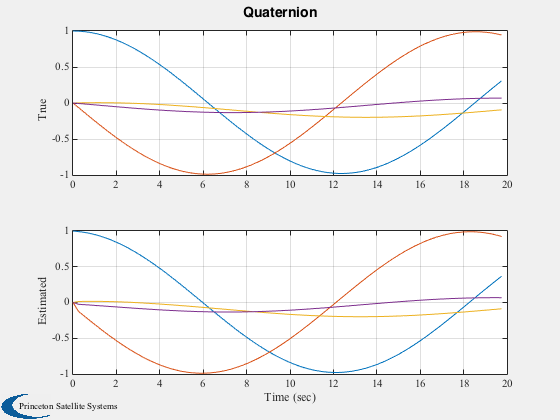 Quaternion
1
0.5
0
-0.5
-1
True
0 2 4 6 8 10 12 14 16 18 20
1
0.5
0
-0.5
-1
Estimated
0 2 4 6 8 10 12 14 16 18 20
Time (sec)
Princeton Satellite Systems